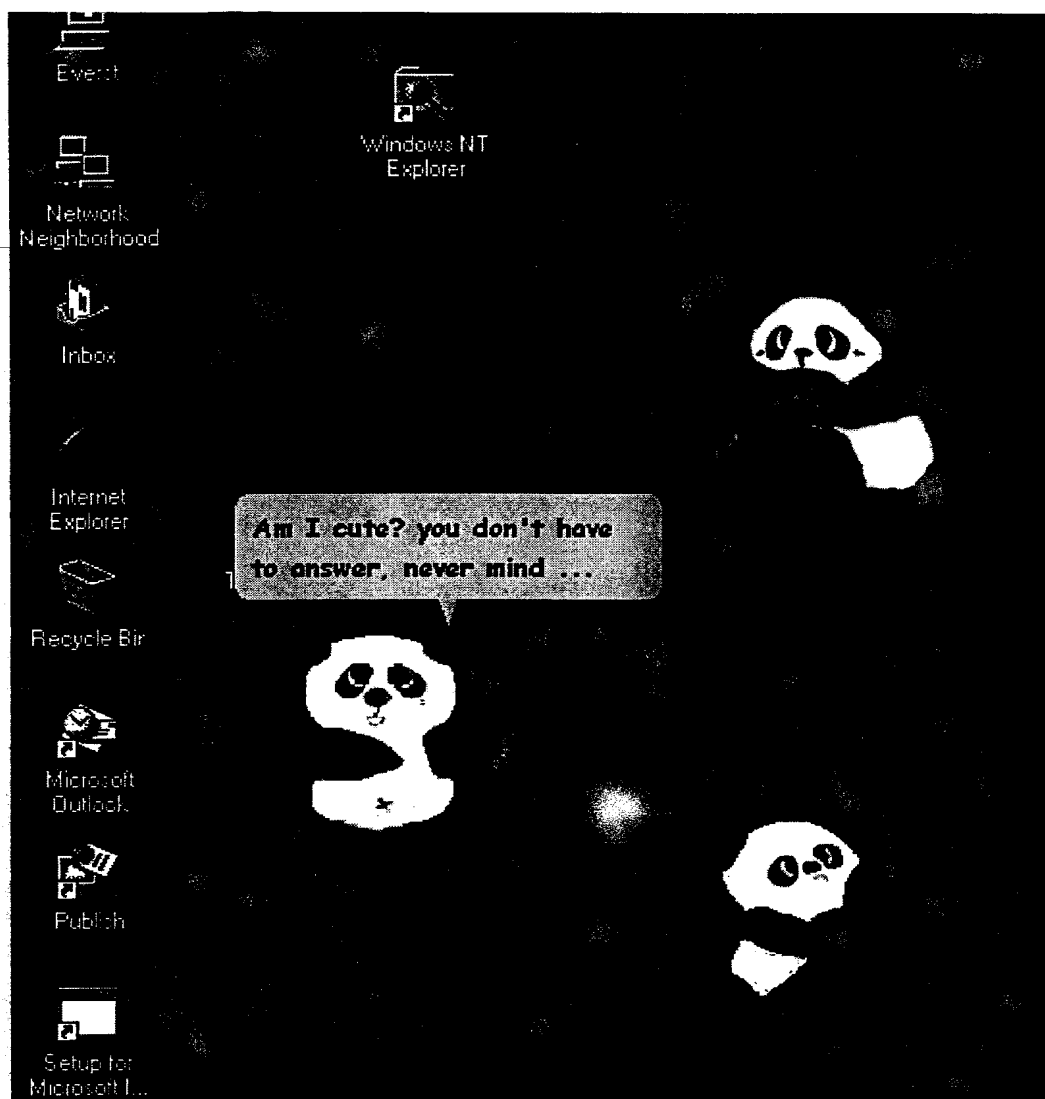 Everest
Windows NT
Explorer
Network
Neighborhood
Inbox
Internet
Explorer
Am I cute? you don't have
to answer, never mind ...
Recycle Bin
Microsoft
Outlook
Publish
Setup for
Microsoft I...